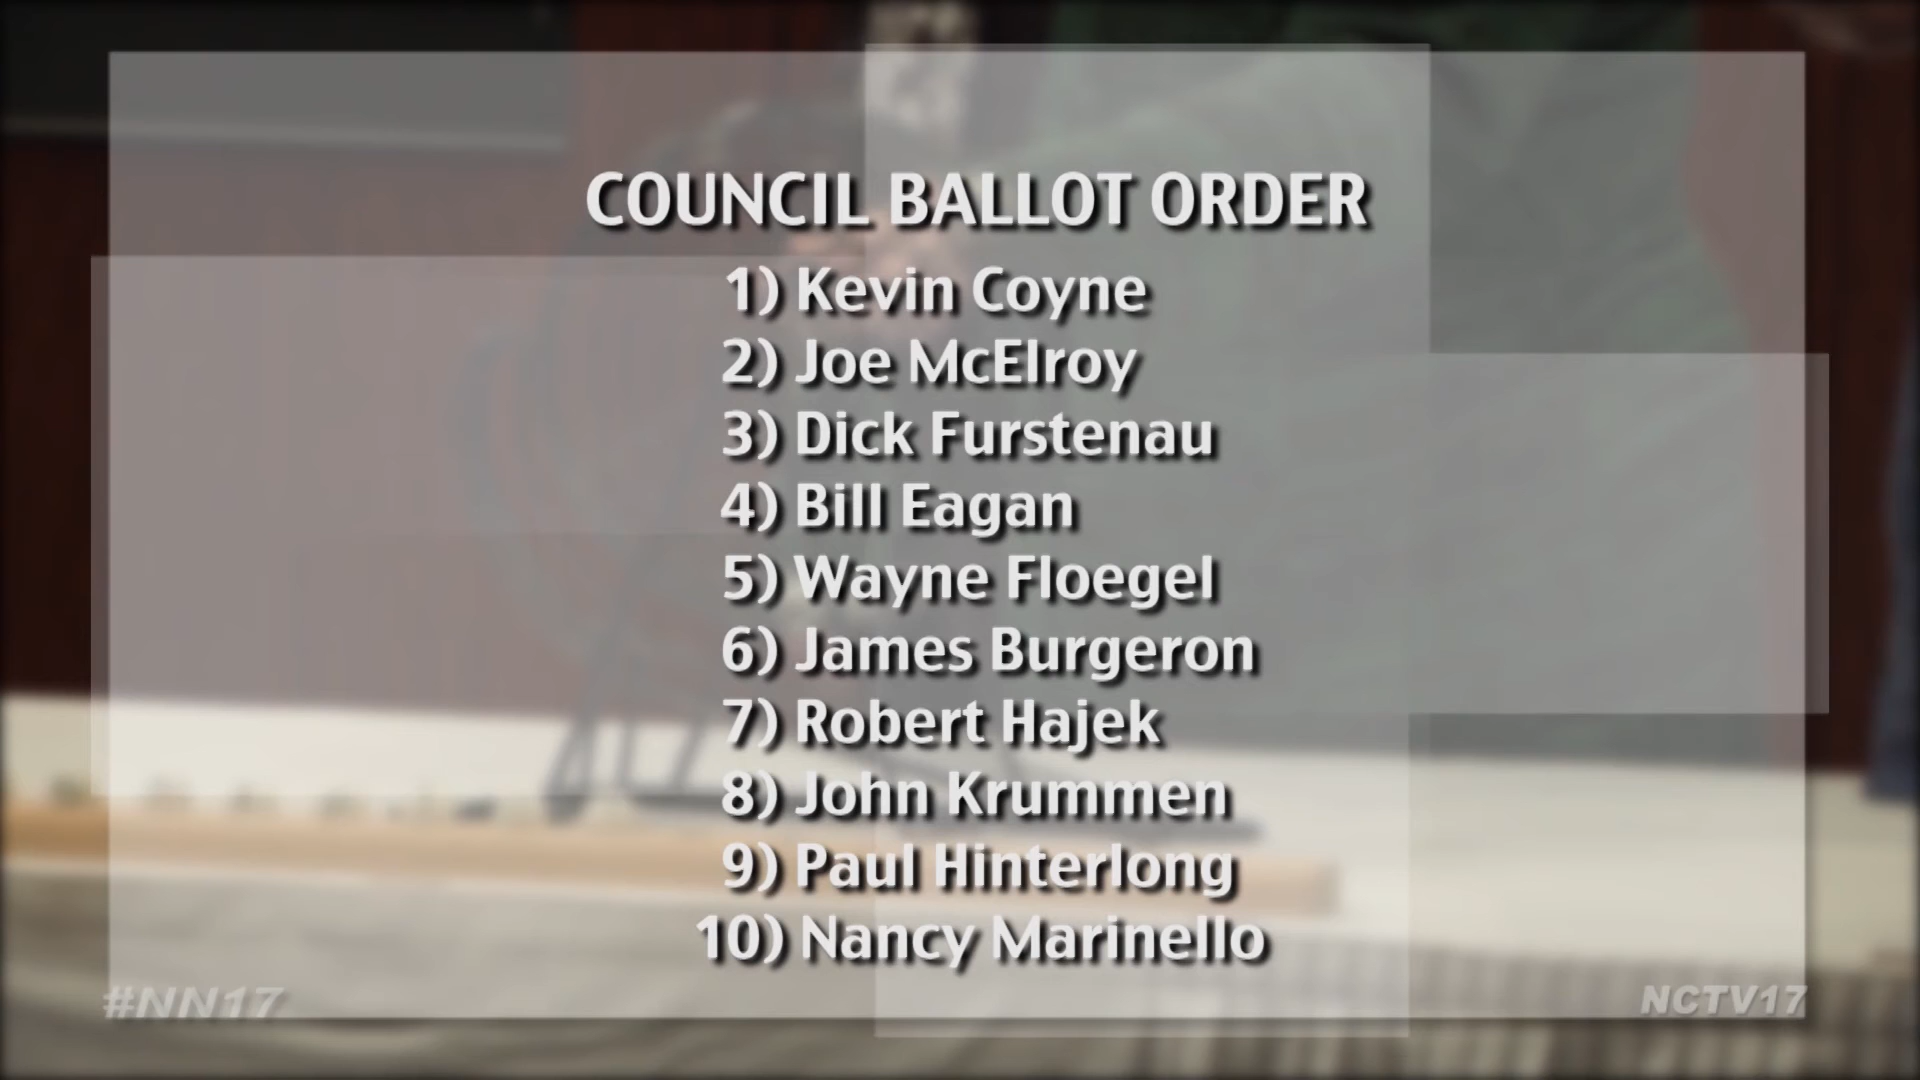 COUNCIL BALLOT ORDER
1) Kevin Coyne
2) Joe McElroy
3) Dick Furstenau
4) Bill Eagan
5) Wayne Floegel
6) James Burgeron
7) Robert Hajek
8) John Krummen
9) Paul Hinterlong
10) Nancy Marinello
#NN17
NCTV17